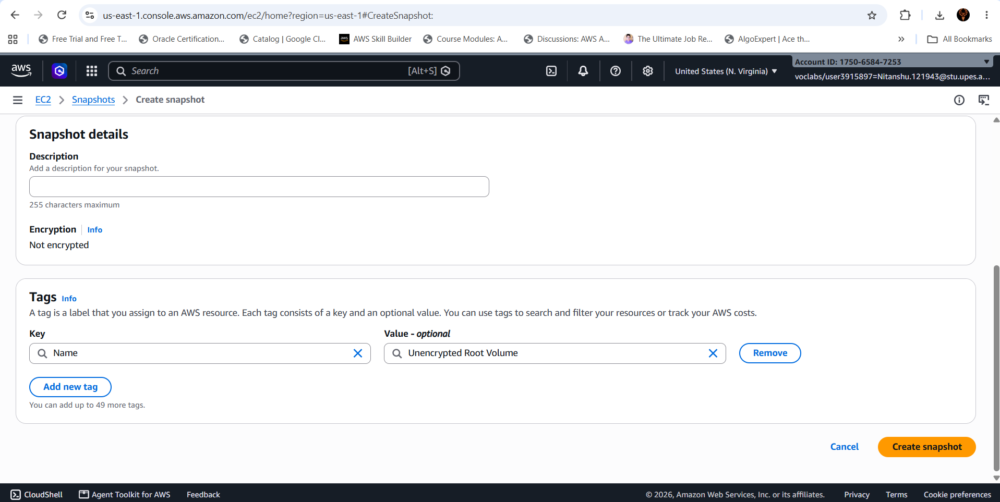 us-east-1.console.aws.amazon.com/ec2/home?region=us-east-1#CreateSnapshot:
Free Trial and Free T... Oracle Certification... Catalog | Google Cl... aws AWS Skill Builder Course Modules: A... Discussions: AWS A... The Ultimate Job Re... AlgoExpert | Ace th... » All Bookmarks
aws Search [Alt+S] United States (N. Virginia) Account ID: 1750-6584-7253
voclabs/user3915897=Nitanshu.121943@stu.upes.a...
EC2 Snapshots Create snapshot
Snapshot details
Description
Add a description for your snapshot.
255 characters maximum
Encryption Info
Not encrypted
Tags Info
A tag is a label that you assign to an AWS resource. Each tag consists of a key and an optional value. You can use tags to search and filter your resources or track your AWS costs.
Key Value - optional
Name Unencrypted Root Volume Remove
Add new tag
You can add up to 49 more tags.
Cancel Create snapshot
CloudShell Agent Toolkit for AWS Feedback © 2026, Amazon Web Services, Inc. or its affiliates. Privacy Terms Cookie preferences